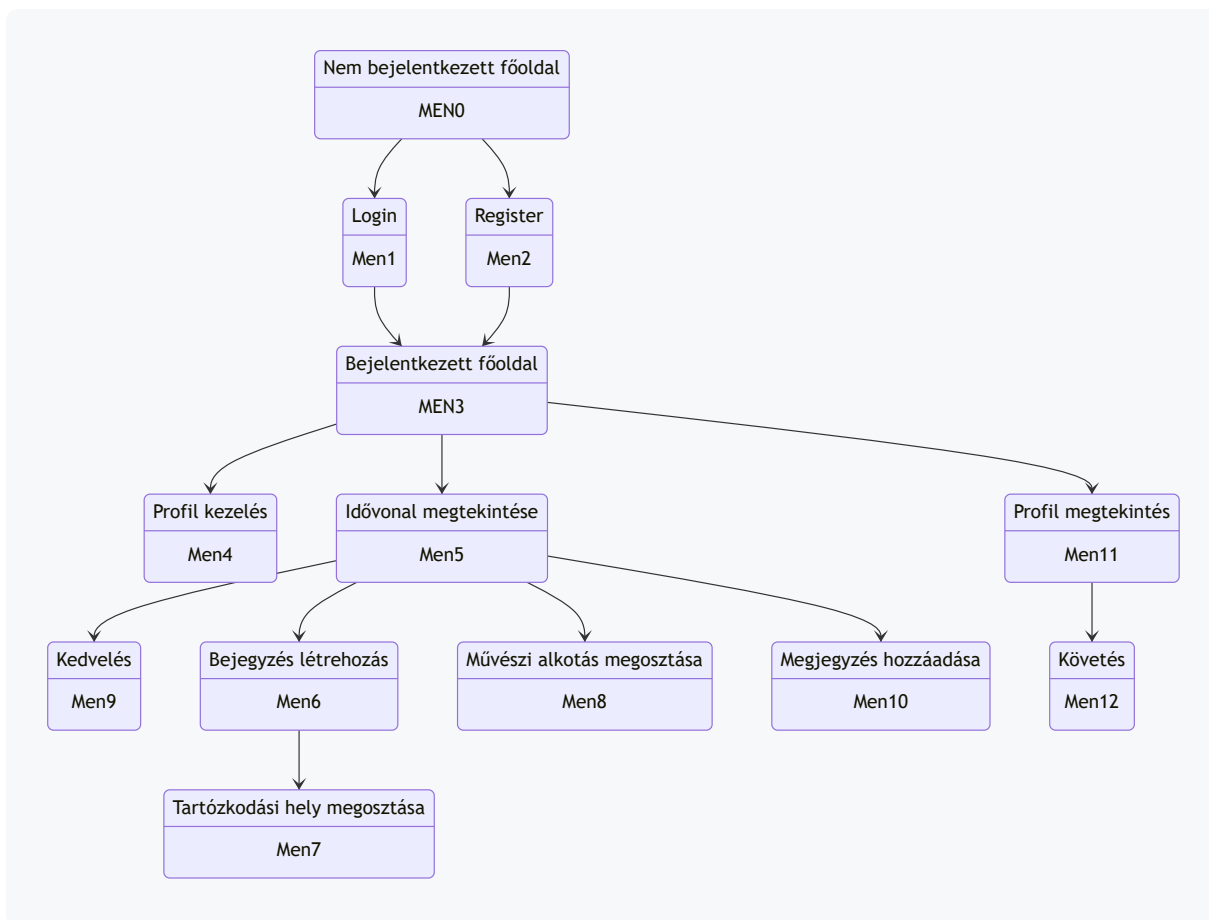 Nem bejelentkezett főoldal
MEN0
Login
Men1
Register
Men2
Bejelentkezett főoldal
MEN3
Profil kezelés
Men4
Idővonal megtekintése
Men5
Profil megtekintés
Men11
Kedvelés
Men9
Bejegyzés létrehozás
Men6
Művészi alkotás megosztása
Men8
Megjegyzés hozzáadása
Men10
Követés
Men12
Tartózkodási hely megosztása
Men7